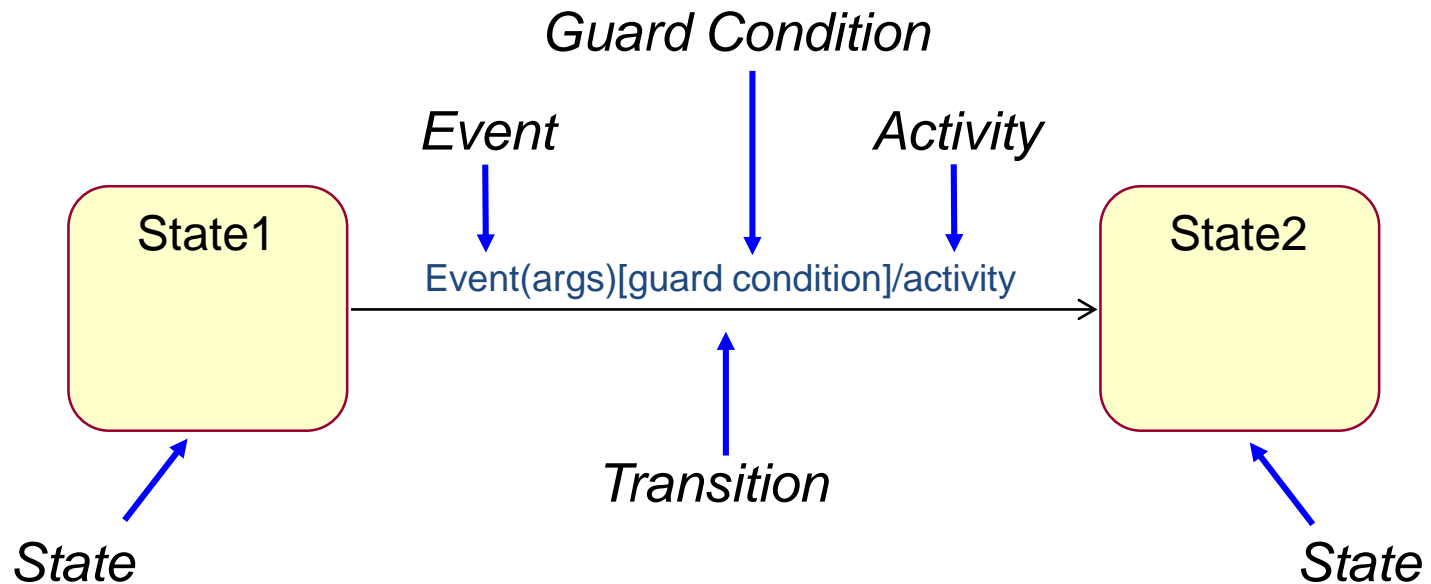 Guard Condition
Event
Activity
State1
State2
Event(args)[guard condition]/activity
Transition
State
State